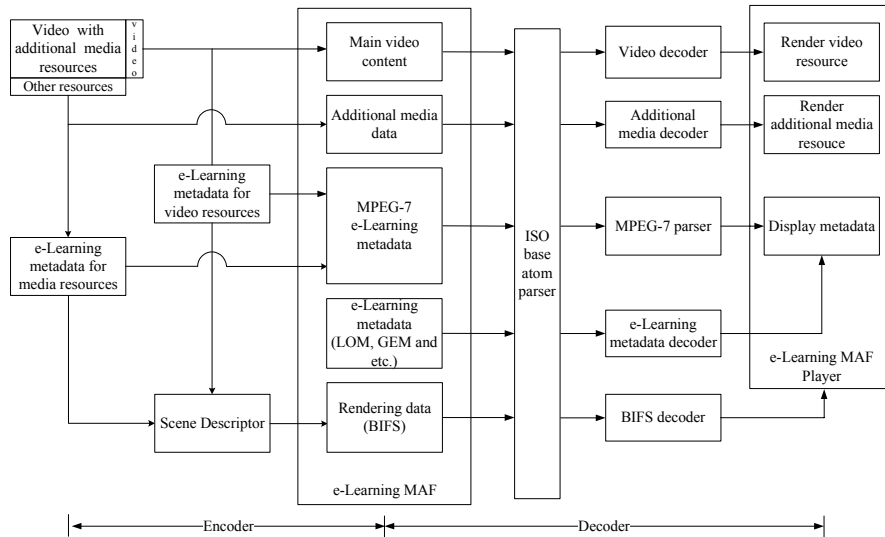 Video with
additional media
resources
video
Other resources
e-Learning
metadata for
video resources
e-Learning
metadata for
media resources
Scene Descriptor
Main video
content
Additional media
data
MPEG-7
e-Learning
metadata
e-Learning
metadata
(LOM, GEM and
etc.)
Rendering data
(BIFS)
e-Learning MAF
ISO
base
atom
parser
Video decoder
Additional
media decoder
MPEG-7 parser
e-Learning
metadata decoder
BIFS decoder
Render video
resource
Render
additional media
resouce
Display metadata
e-Learning MAF
Player
Encoder
Decoder